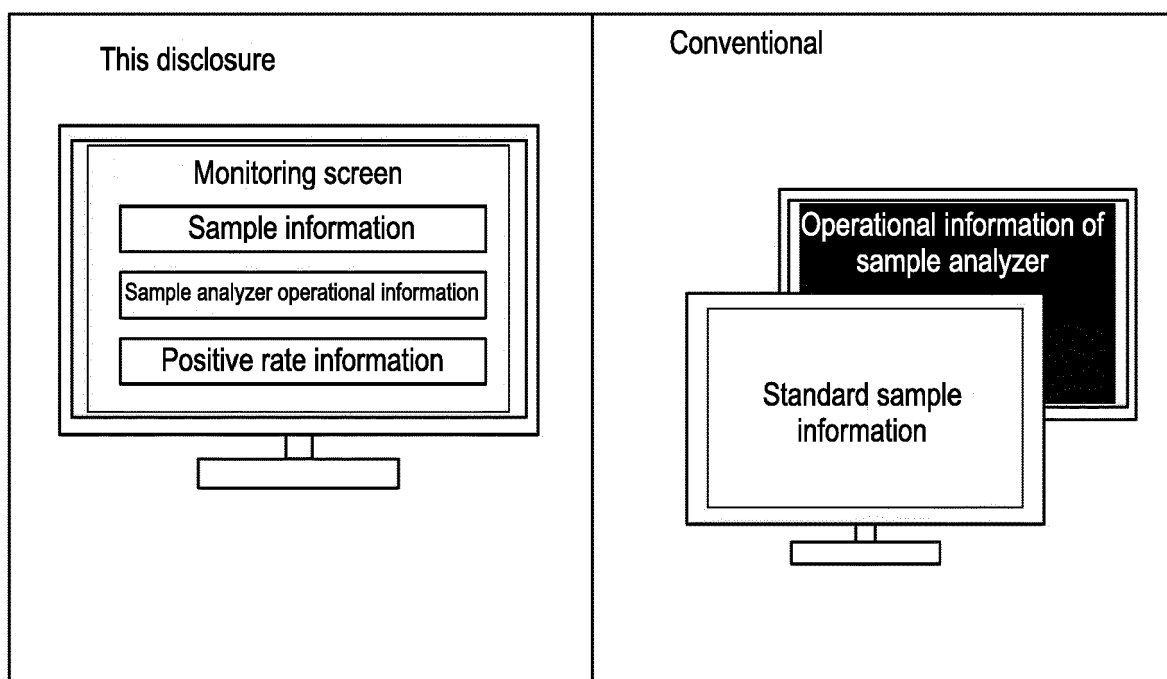 This disclosure
Monitoring screen
Sample information
Sample analyzer operational information
Positive rate information
Conventional
Operational information of
sample analyzer
Standard sample
information